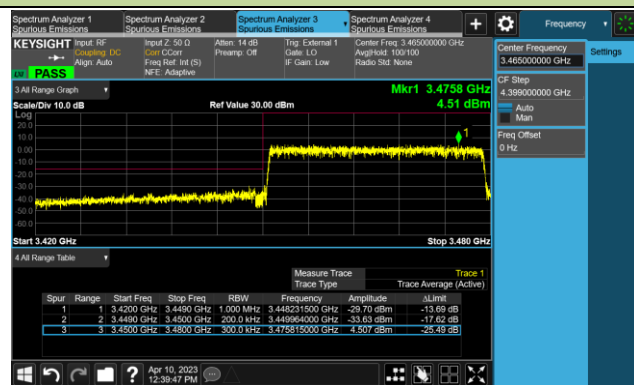 Spectrum Analyzer 1 Spectrum Analyzer 2 Spectrum Analyzer 3 Spectrum Analyzer 4
Spurious Emissions Spurious Emissions Spurious Emissions Spurious Emissions
+ Frequency
KEYSIGHT Input: RF Input Z: 50 Ω Atten: 14 dB Trig: External 1 Center Freq: 3.465000000 GHz
Coupling: DC Corr CCorr Preamp: Off Gate: LO Avg|Hold: 100/100
Align: Auto Freq Ref: Int (S) IF Gain: Low Radio Std: None
NFE: Adaptive
PASS
Center Frequency
3.465000000 GHz
Settings
CF Step
4.399000000 GHz
Auto
Man
Freq Offset
0 Hz
3 All Range Graph
Mkr1 3.4758 GHz
Scale/Div 10.0 dB Ref Value 30.00 dBm 4.51 dBm
Log
20.0
10.0
0.00
-10.0
-20.0
-30.0
-40.0
-50.0
-60.0
1
Start 3.420 GHz Stop 3.480 GHz
4 All Range Table
Measure Trace Trace 1
Trace Type Trace Average (Active)
Spur Range Start Freq Stop Freq RBW Frequency Amplitude ΔLimit
1 1 3.4200 GHz 3.4490 GHz 1.000 MHz 3.448231500 GHz -29.70 dBm -13.69 dB
2 2 3.4490 GHz 3.4500 GHz 200.0 kHz 3.449964000 GHz -33.63 dBm -17.62 dB
3 3 3.4500 GHz 3.4800 GHz 300.0 kHz 3.475815000 GHz 4.507 dBm -25.49 dB
? Apr 10, 2023
12:39:47 PM